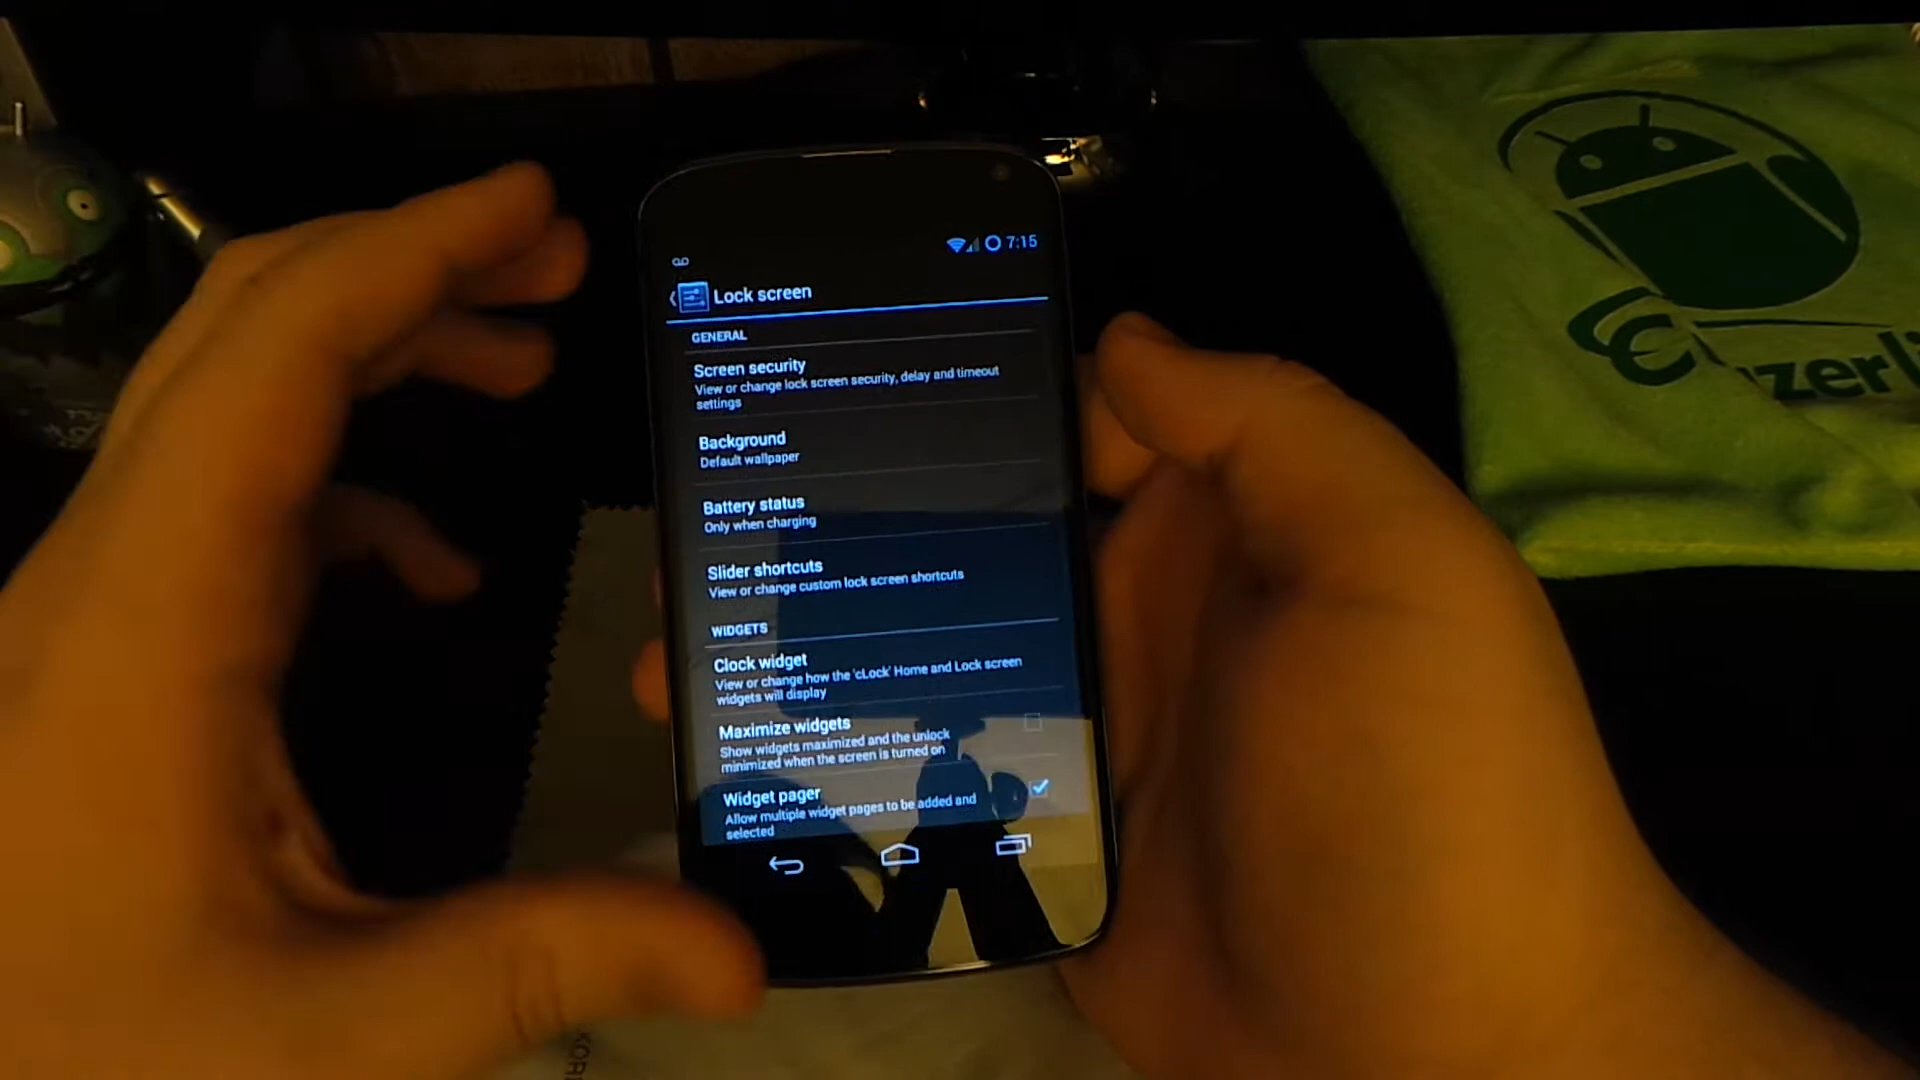 7:15
Lock screen
GENERAL
Screen security
View or change lock screen security, delay and timeout
settings
Background
Default wallpaper
Battery status
Only when charging
Slider shortcuts
View or change custom lock screen shortcuts
WIDGETS
Clock widget
View or change how the 'cLock' Home and Lock screen
widgets will display
Maximize widgets
Show widgets maximized and the unlock
minimized when the screen is turned on
Widget pager
Allow multiple widget pages to be added and
selected